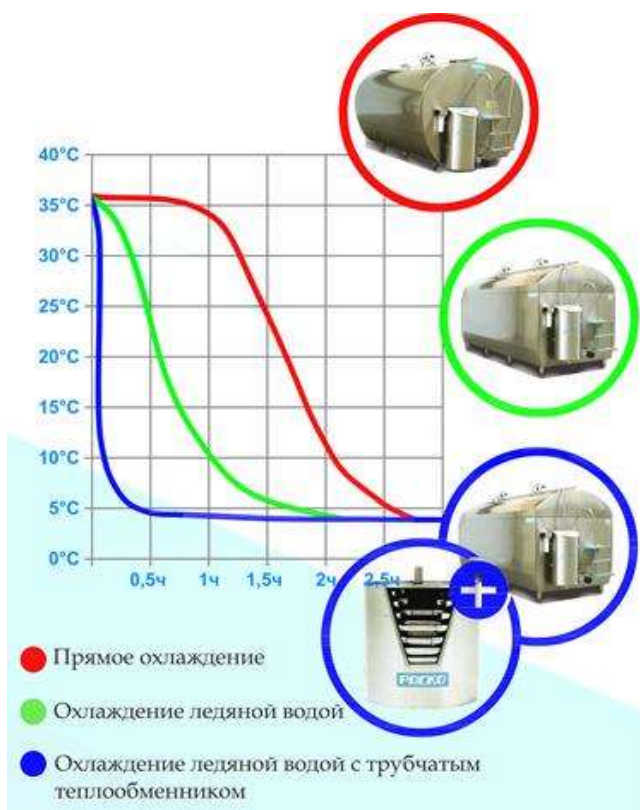 40°C
35°C
30°C
25°C
20°C
15°C
10°C
5°C
0°C
0,5ч 1ч 1,5ч 2ч 2,5ч
Прямое охлаждение
Охлаждение ледяной водой
Охлаждение ледяной водой с трубчатым
теплообменником